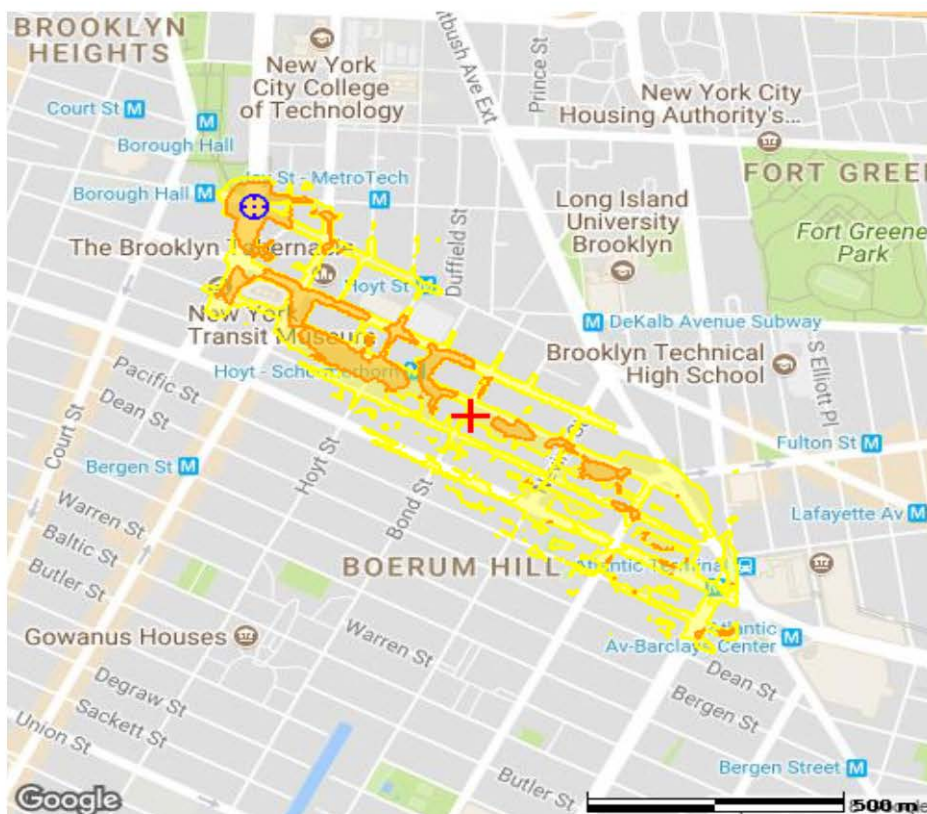 BROOKLYN
HEIGHTS
New York
City College
of Technology
Court St M
M
Borough Hall
Borough Hall M
St - MetroTech
M
The Brooklyn Tabernacle
Hoyt St M
New York
Transit Museum
Flatbush Ave Ext
Prince St
New York City
Housing Authority's...
FORT GREEN
Long Island
University
Brooklyn
Fort Greene
Park
Duffield St
M DeKalb Avenue Subway
Brooklyn Technical
High School
S Elliott Pl
Fulton St M
Lafayette Av M
Pacific St
Dean St
Court St
Bergen St M
Hoyt St
Bond St
Warren St
Baltic St
Butler St
BOERUM HILL
Atlantic Terminal
Atlantic
Av-Barclays Center M
Gowanus Houses
Warren St
Dean St
Bergen St
Degraw St
Sackett St
Union St
Butler St
Bergen Street M
Google
500 m